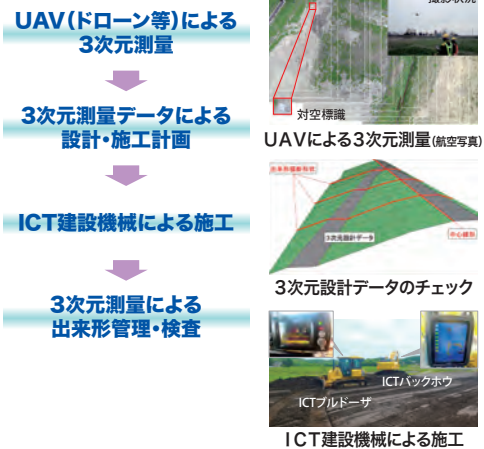 UAV(ドローン等)による
3次元測量
3次元測量データによる
設計・施工計画
ICT建設機械による施工
3次元測量による
出来形管理・検査
対空標識
UAVによる3次元測量(航空写真)
3次元設計データ
中心線形
3次元設計データのチェック
ICTバックホウ
ICTブルドーザ
ICT建設機械による施工